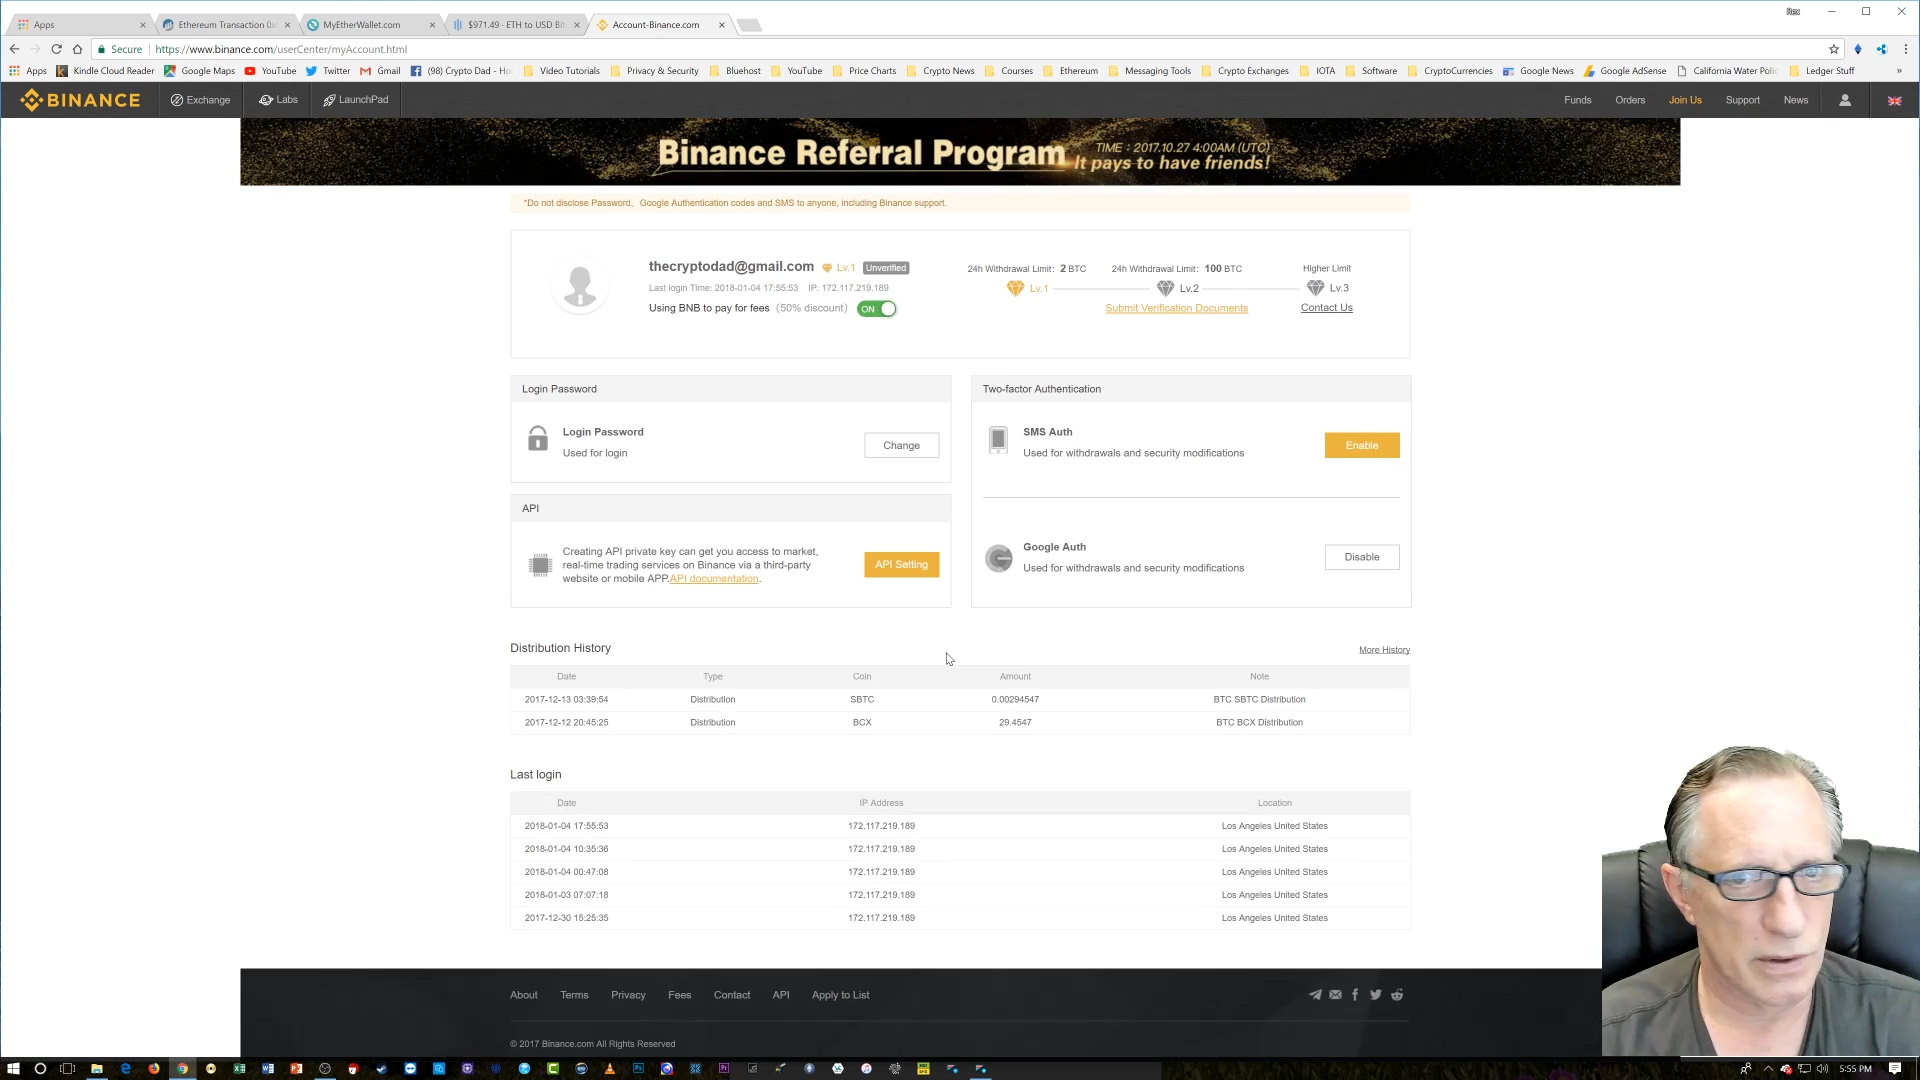 Apps
Ethereum Transaction 0x
MyEtherWallet.com
$971.49 - ETH to USD Bit
Account-Binance.com
Secure
https://www.binance.com/userCenter/myAccount.html
Apps
Kindle Cloud Reader
Google Maps
YouTube
Twitter
Gmail
(98) Crypto Dad - Ho
Video Tutorials
Privacy & Security
Bluehost
YouTube
Price Charts
Crypto News
Courses
Ethereum
Messaging Tools
Crypto Exchanges
IOTA
Software
CryptoCurrencies
Google News
Google AdSense
California Water Polic
Ledger Stuff
»
BINANCE
Exchange
Labs
LaunchPad
Funds
Orders
Join Us
Support
News
Binance Referral Program
TIME : 2017.10.27 4:00AM (UTC)
It pays to have friends!
*Do not disclose Password、Google Authentication codes and SMS to anyone, including Binance support.
thecryptodad@gmail.com Lv.1 Unverified
Last login Time: 2018-01-04 17:55:53 IP: 172.117.219.189
Using BNB to pay for fees (50% discount) ON
24h Withdrawal Limit: 2 BTC
24h Withdrawal Limit: 100 BTC
Higher Limit
Lv.1
Lv.2
Lv.3
Submit Verification Documents
Contact Us
Login Password
Login Password
Used for login
Change
API
Creating API private key can get you access to market,
real-time trading services on Binance via a third-party
website or mobile APP.API documentation.
API Setting
Two-factor Authentication
SMS Auth
Used for withdrawals and security modifications
Enable
Google Auth
Used for withdrawals and security modifications
Disable
Distribution History
More History
Date Type Coin Amount Note
2017-12-13 03:39:54 Distribution SBTC 0.00294547 BTC SBTC Distribution
2017-12-12 20:45:25 Distribution BCX 29.4547 BTC BCX Distribution
Last login
Date IP Address Location
2018-01-04 17:55:53 172.117.219.189 Los Angeles United States
2018-01-04 10:35:36 172.117.219.189 Los Angeles United States
2018-01-04 00:47:08 172.117.219.189 Los Angeles United States
2018-01-03 07:07:18 172.117.219.189 Los Angeles United States
2017-12-30 15:25:35 172.117.219.189 Los Angeles United States
About
Terms
Privacy
Fees
Contact
API
Apply to List
© 2017 Binance.com All Rights Reserved
5:55 PM